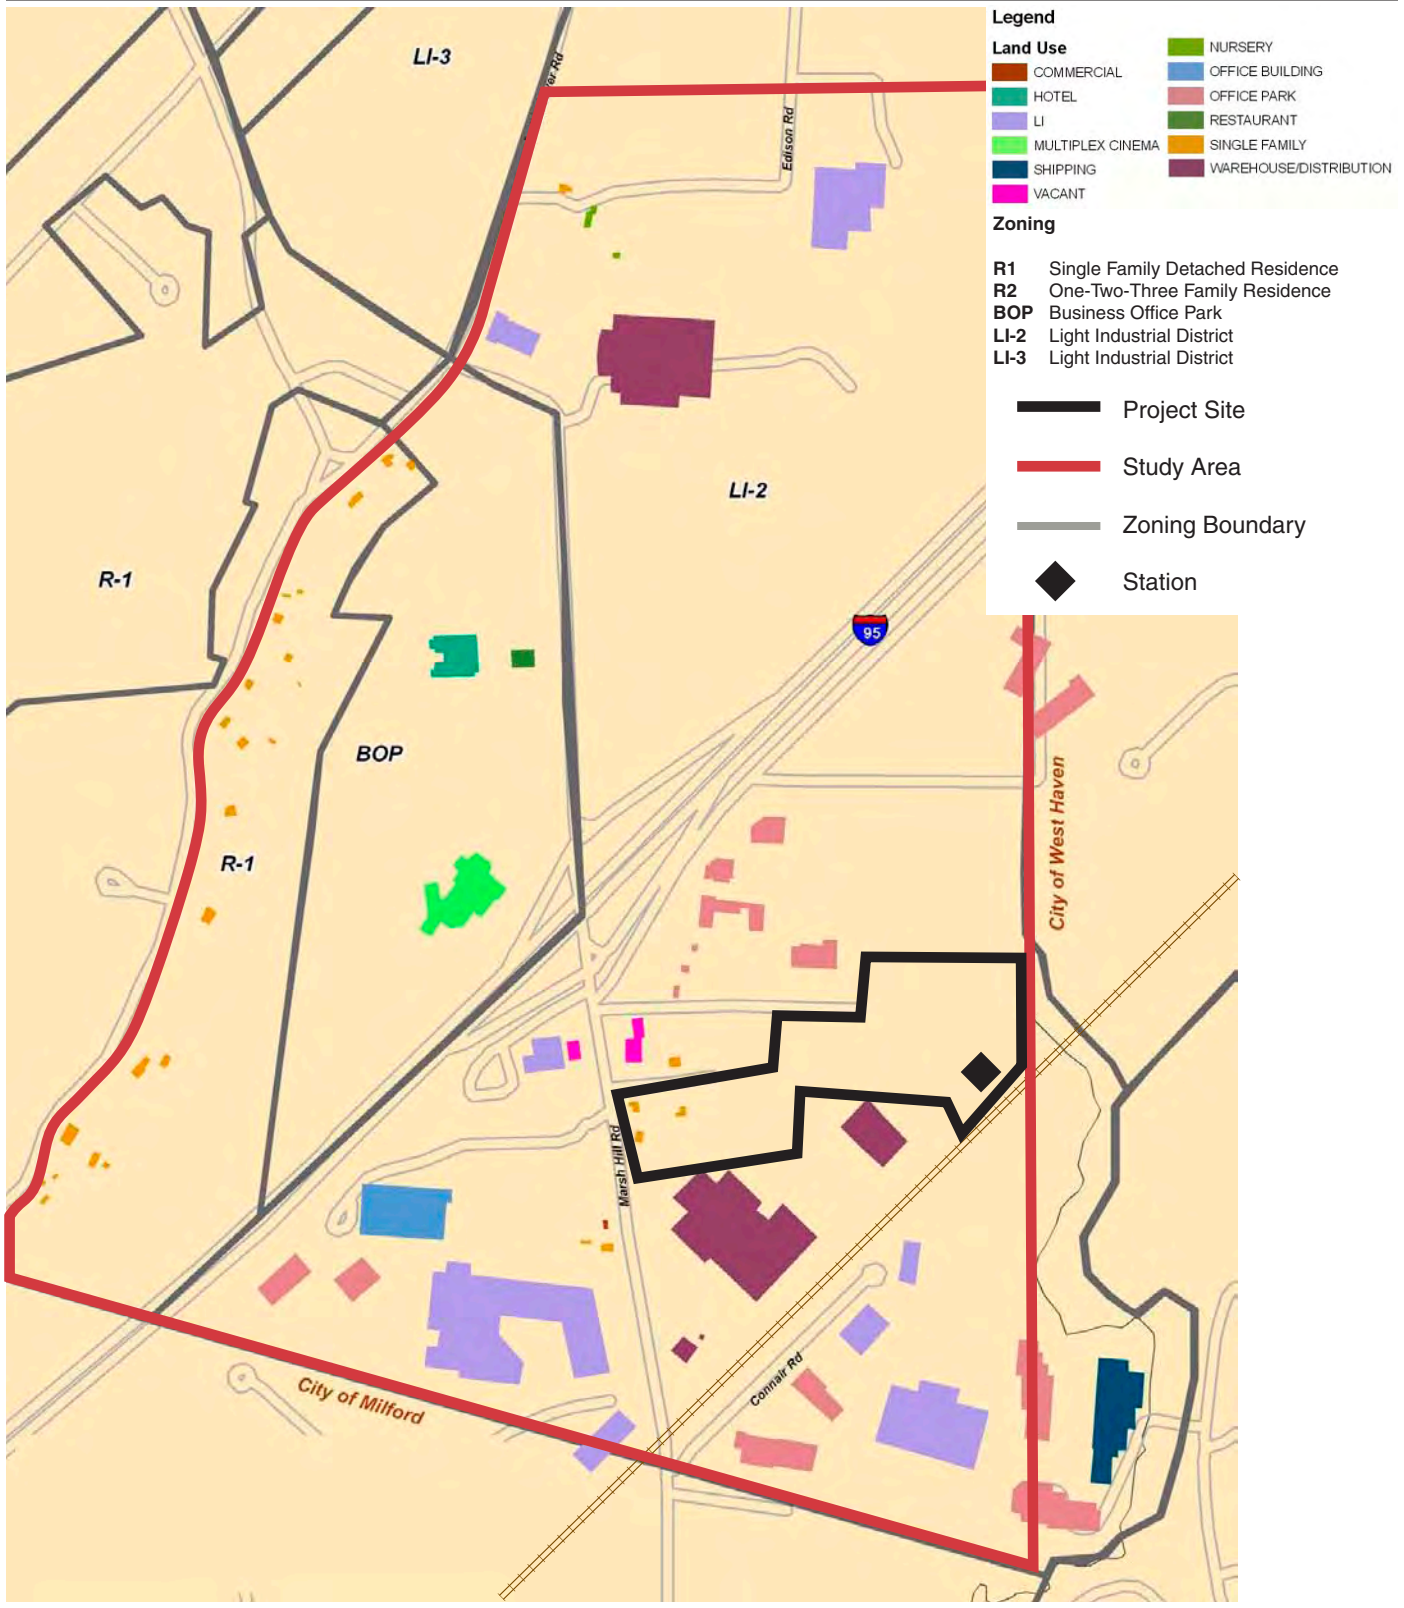 Legend
Land Use
COMMERCIAL
HOTEL
LI
MULTIPLEX CINEMA
SHIPPING
VACANT
NURSERY
OFFICE BUILDING
OFFICE PARK
RESTAURANT
SINGLE FAMILY
WAREHOUSE/DISTRIBUTION
Zoning
R1 Single Family Detached Residence
R2 One-Two-Three Family Residence
BOP Business Office Park
LI-2 Light Industrial District
LI-3 Light Industrial District
Project Site
Study Area
Zoning Boundary
Station
LI-3
Rd
Edison Rd
LI-2
R-1
95
BOP
City of West Haven
R-1
Marsh Hill Rd
Connair Rd
City of Milford